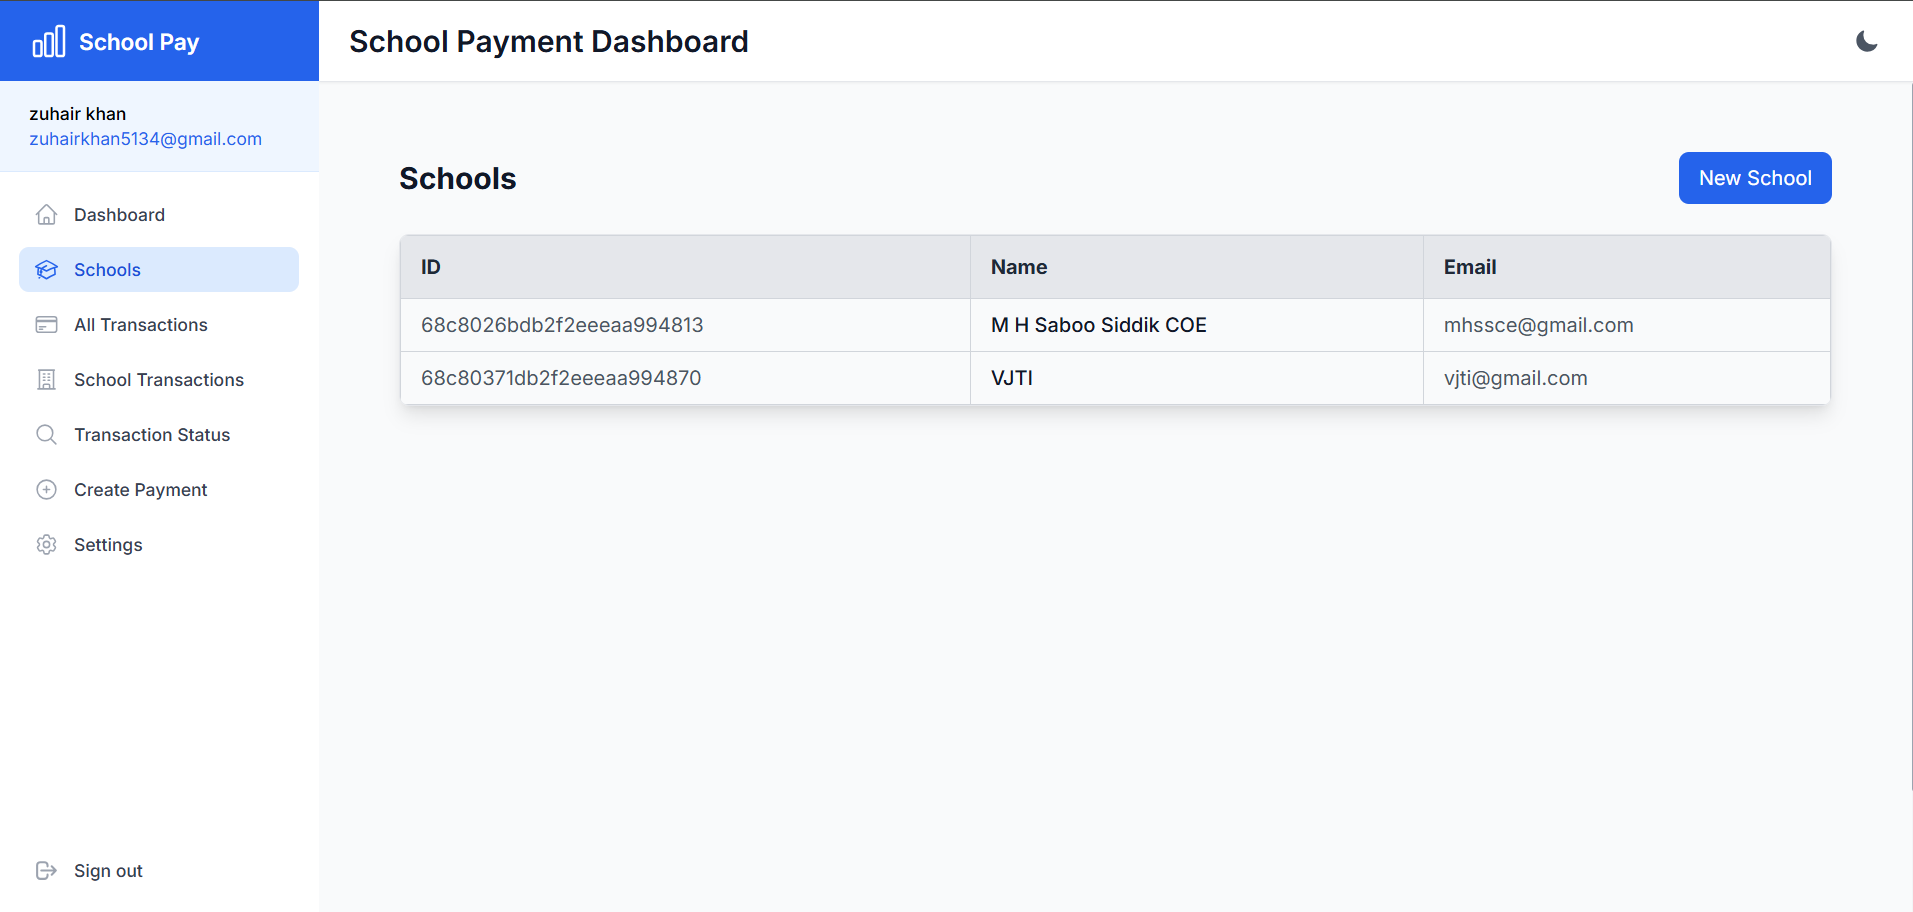 School Pay
School Payment Dashboard
zuhair khan
zuhairkhan5134@gmail.com
Dashboard
Schools
All Transactions
School Transactions
Transaction Status
Create Payment
Settings
Sign out
Schools
New School
ID Name Email
68c8026bdb2f2eeeaa994813 M H Saboo Siddik COE mhssce@gmail.com
68c80371db2f2eeeaa994870 VJTI vjti@gmail.com